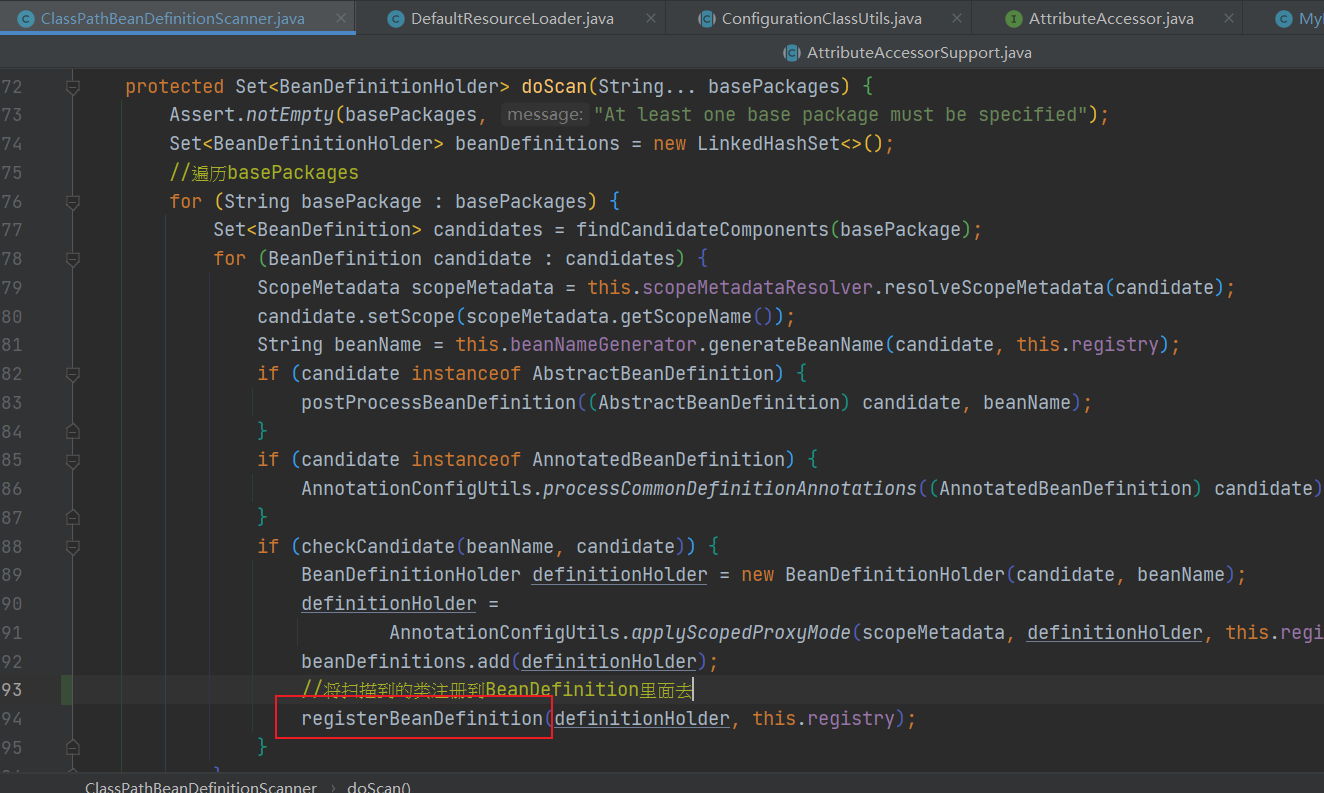 ClassPathBeanDefinitionScanner.java DefaultResourceLoader.java ConfigurationClassUtils.java AttributeAccessor.java
AttributeAccessorSupport.java
72 protected Set<BeanDefinitionHolder> doScan(String... basePackages) {
73 Assert.notEmpty(basePackages, message: "At least one base package must be specified");
74 Set<BeanDefinitionHolder> beanDefinitions = new LinkedHashSet<>();
75 //遍历basePackages
76 for (String basePackage : basePackages) {
77 Set<BeanDefinition> candidates = findCandidateComponents(basePackage);
78 for (BeanDefinition candidate : candidates) {
79 ScopeMetadata scopeMetadata = this.scopeMetadataResolver.resolveScopeMetadata(candidate);
80 candidate.setScope(scopeMetadata.getScopeName());
81 String beanName = this.beanNameGenerator.generateBeanName(candidate, this.registry);
82 if (candidate instanceof AbstractBeanDefinition) {
83 postProcessBeanDefinition((AbstractBeanDefinition) candidate, beanName);
84 }
85 if (candidate instanceof AnnotatedBeanDefinition) {
86 AnnotationConfigUtils.processCommonDefinitionAnnotations((AnnotatedBeanDefinition) candidate)
87 }
88 if (checkCandidate(beanName, candidate)) {
89 BeanDefinitionHolder definitionHolder = new BeanDefinitionHolder(candidate, beanName);
90 definitionHolder =
91 AnnotationConfigUtils.applyScopedProxyMode(scopeMetadata, definitionHolder, this.regi
92 beanDefinitions.add(definitionHolder);
93 //将扫描到的类注册到BeanDefinition里面去
94 registerBeanDefinition(definitionHolder, this.registry);
95 }
ClassPathBeanDefinitionScanner › doScan()